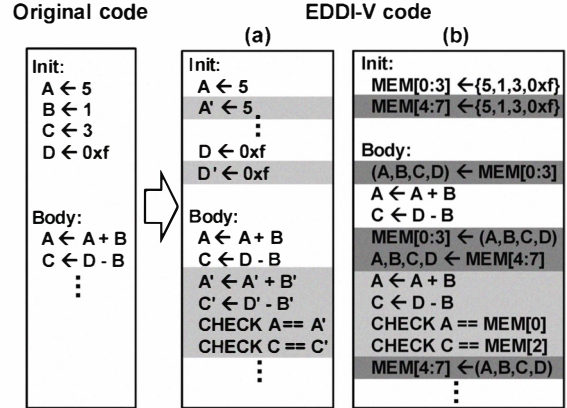 Original code
EDDI-V code
(a)
(b)
Init:
A ← 5
B ← 1
C ← 3
D ← 0xf
Body:
A ← A + B
C ← D - B
⋮
Init:
A ← 5
A' ← 5
⋮
D ← 0xf
D' ← 0xf
Body:
A ← A + B
C ← D - B
A' ← A' + B'
C' ← D' - B'
CHECK A== A'
CHECK C == C'
⋮
Init:
MEM[0:3] ←{5,1,3,0xf}
MEM[4:7] ←{5,1,3,0xf}
Body:
(A,B,C,D) ← MEM[0:3]
A ← A + B
C ← D - B
MEM[0:3] ← (A,B,C,D)
A,B,C,D ← MEM[4:7]
A ← A + B
C ← D - B
CHECK A == MEM[0]
CHECK C == MEM[2]
MEM[4:7] ←(A,B,C,D)
⋮